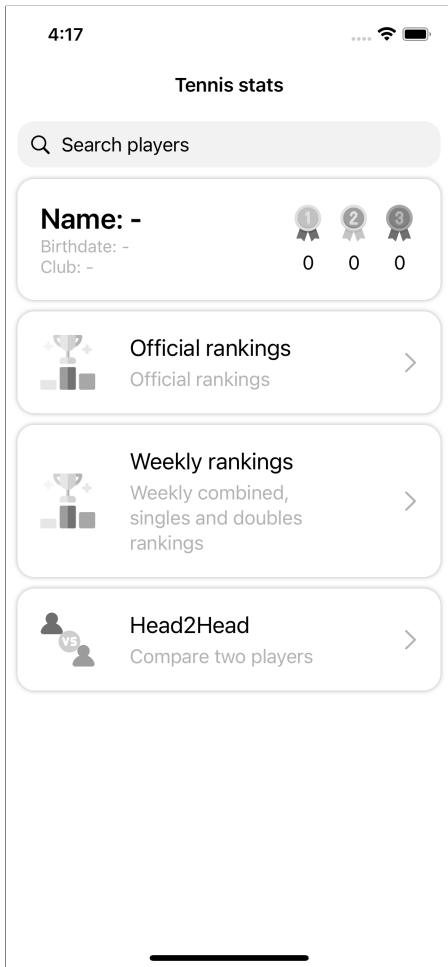 4:17
Tennis stats
Search players
Name: -
Birthdate: -
Club: -
1 2 3
0 0 0
Official rankings
Official rankings
Weekly rankings
Weekly combined,
singles and doubles
rankings
VS
Head2Head
Compare two players